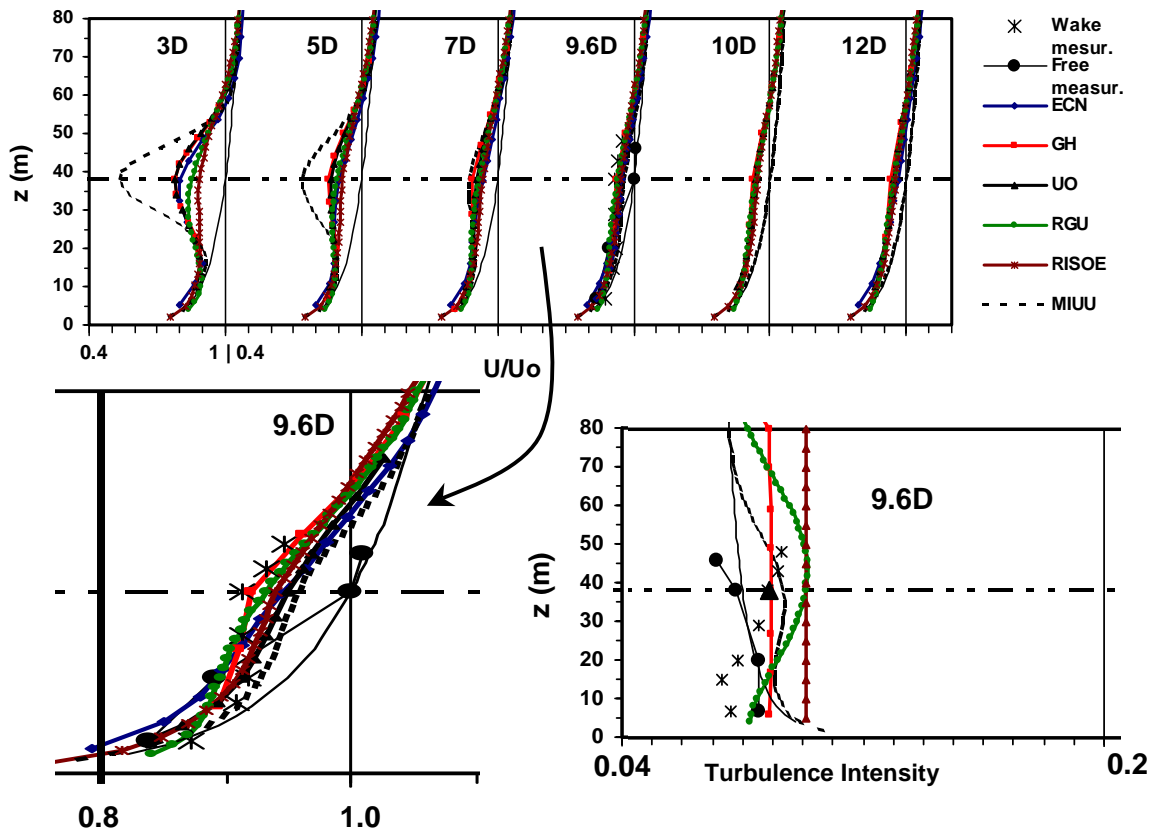 3D 5D 7D 9.6D 10D 12D
80
70
60
50
40
30
20
10
0
z (m)
0.4 1 | 0.4
U/Uo
Wake
mesur.
Free
measur.
ECN
GH
UO
RGU
RISOE
MIUU
9.6D
0.8 1.0
80
70
60
50
40
30
20
10
0
z (m)
9.6D
0.04 Turbulence Intensity 0.2